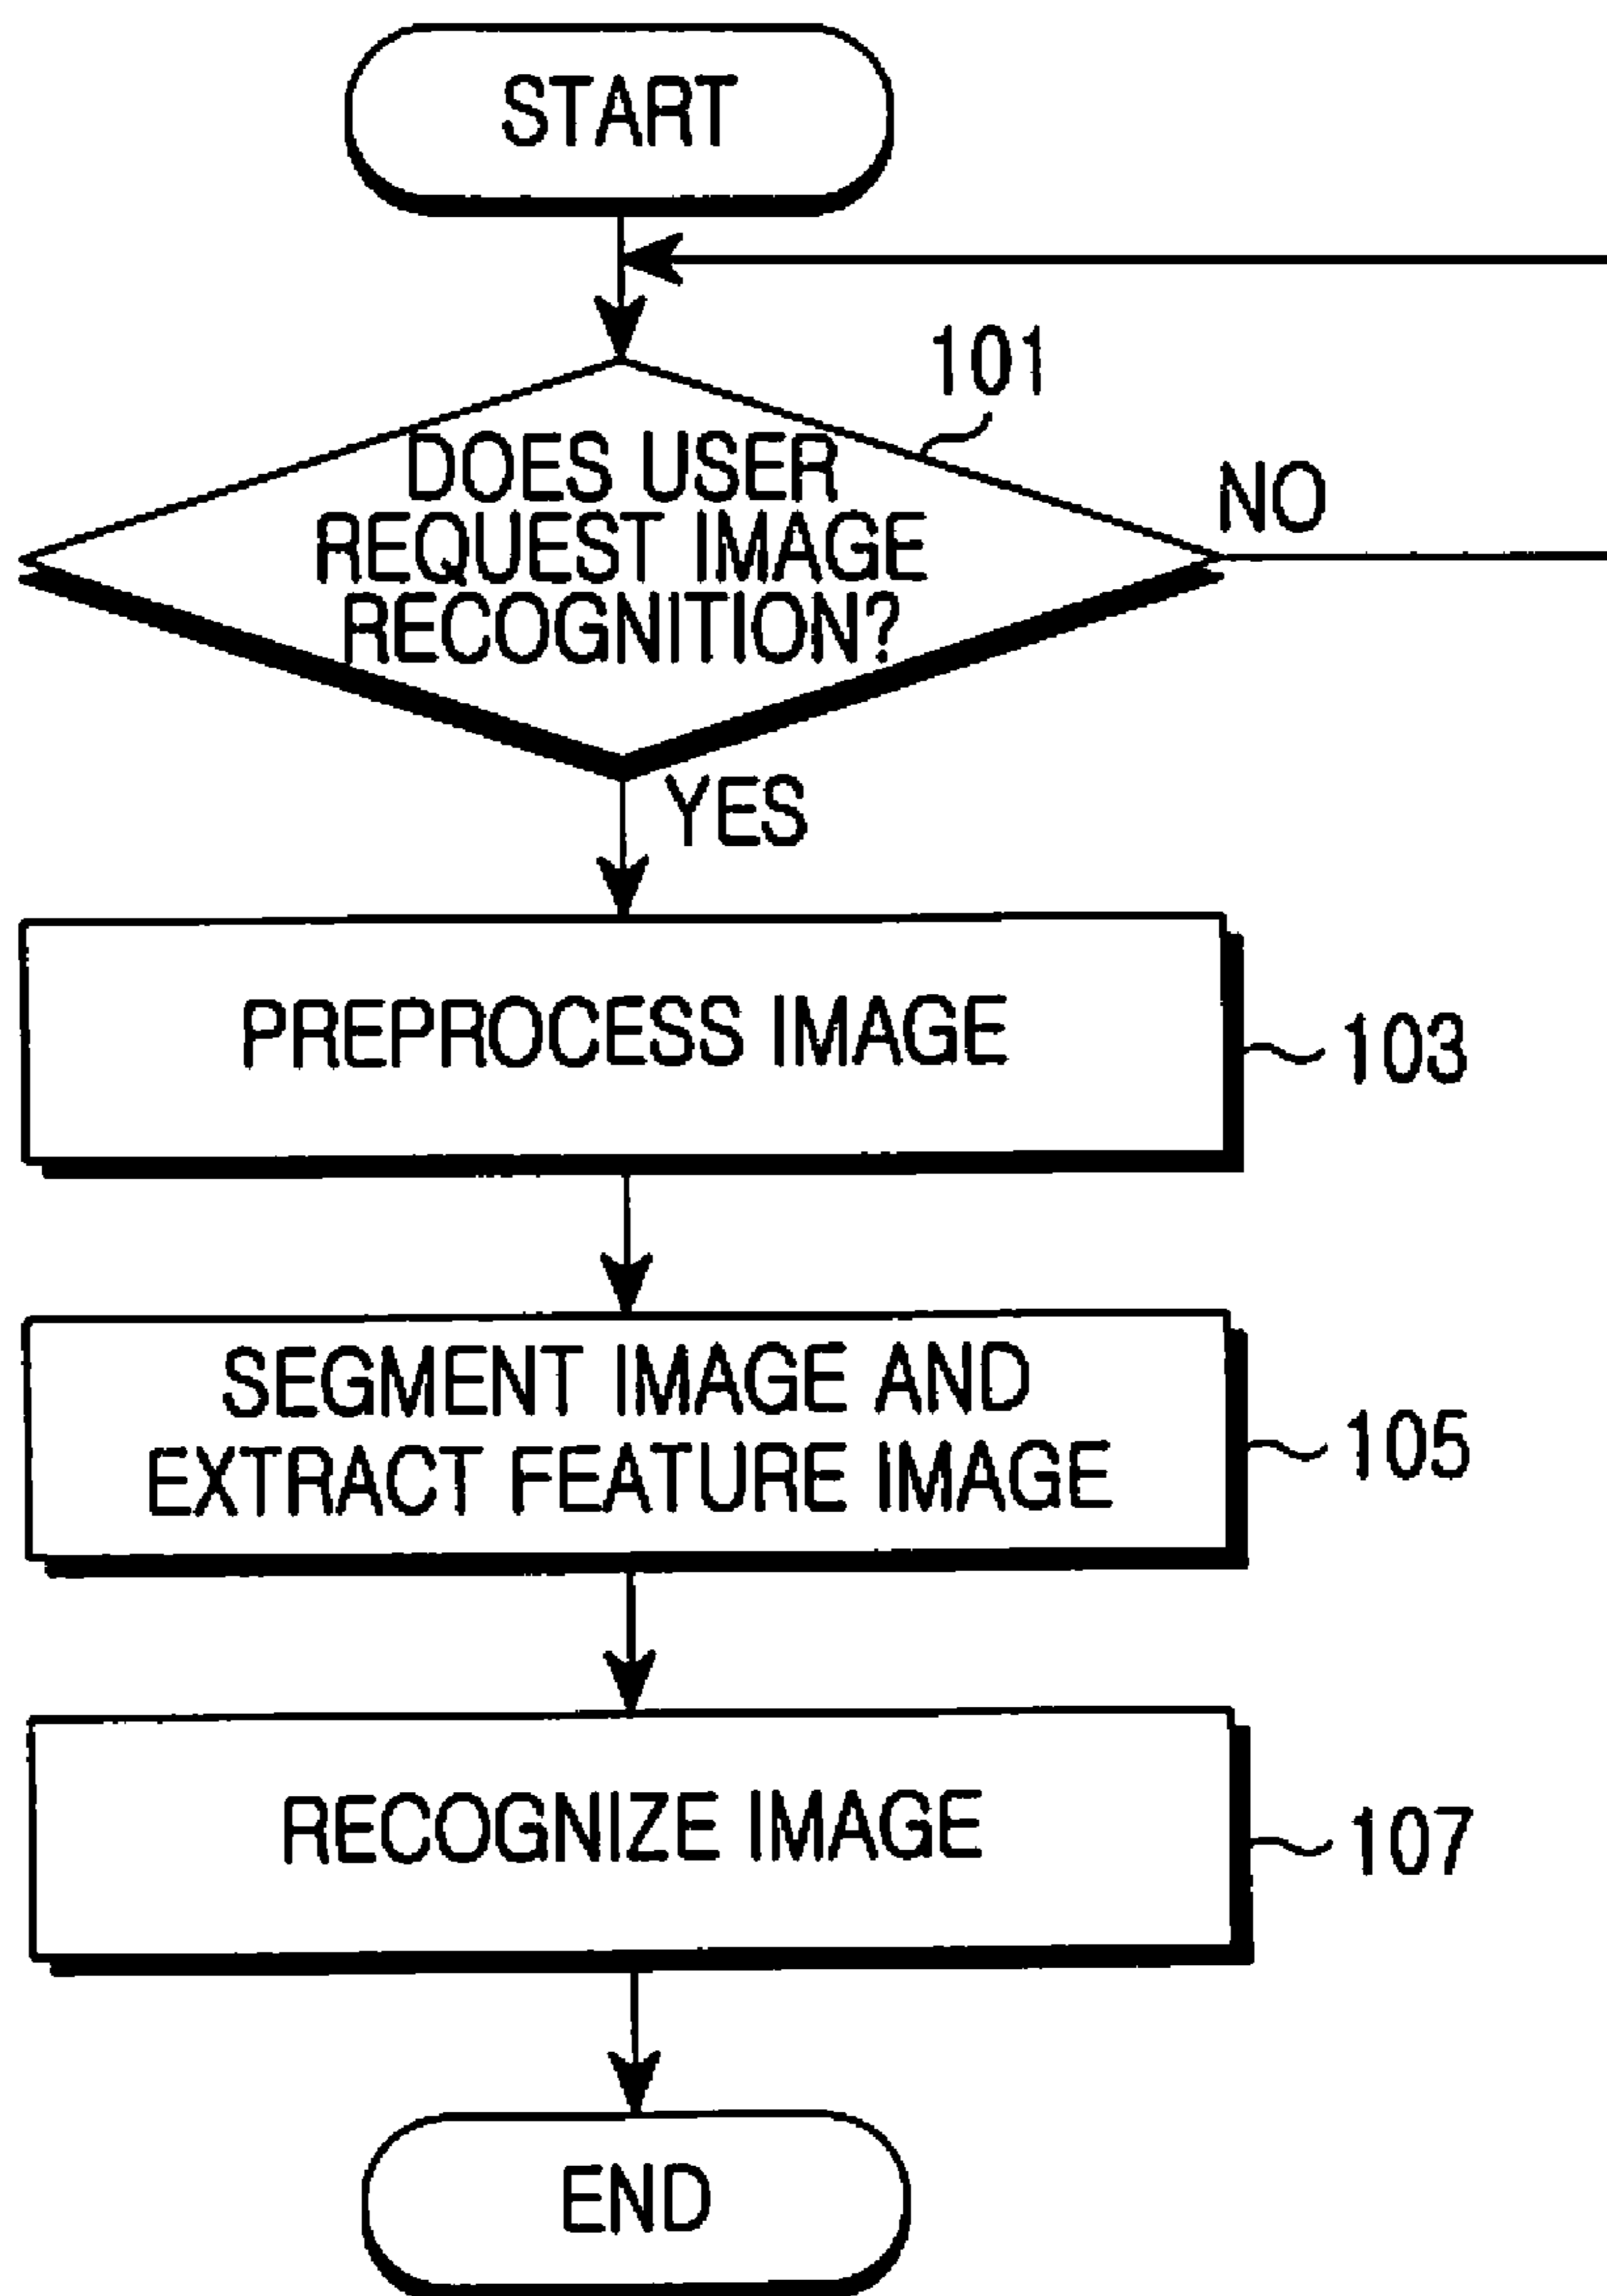 START
101
DOES USER
REQUEST IMAGE
RECOGNITION?
NO
YES
PREPROCESS IMAGE
103
SEGMENT IMAGE AND
EXTRACT FEATURE IMAGE
105
RECOGNIZE IMAGE
107
END